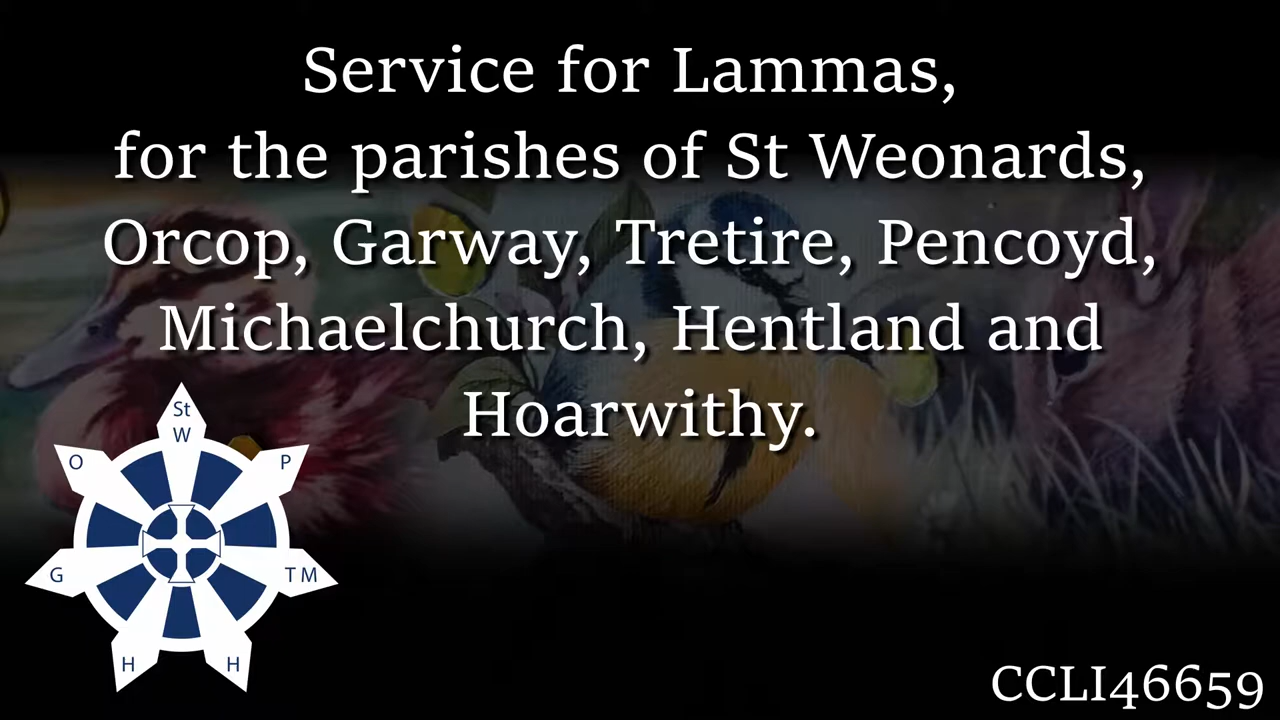 Service for Lammas,
for the parishes of St Weonards,
Orcop, Garway, Tretire, Pencoyd,
Michaelchurch, Hentland and
Hoarwithy.
St
W
O
P
G
T M
H
H
CCLI46659